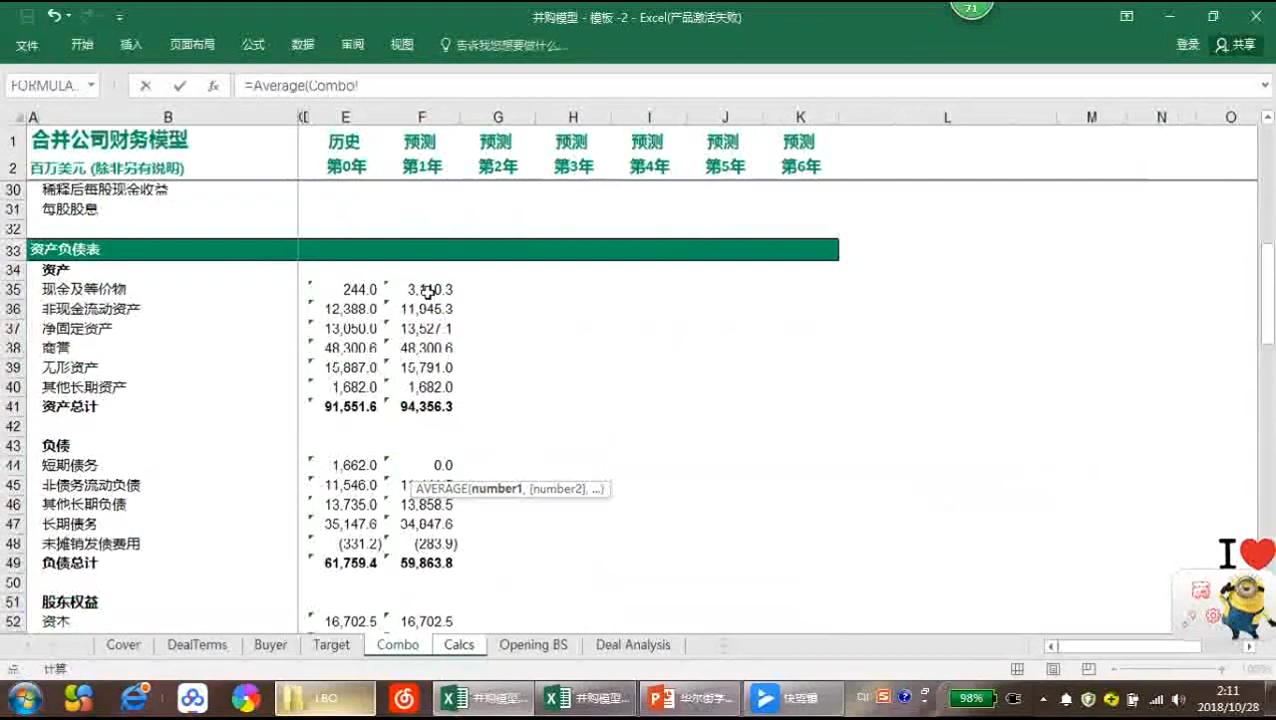 71
并购模型 - 模板 -2 - Excel(产品激活失败)
文件 开始 插入 页面布局 公式 数据 审阅 视图 告诉我您想要做什么... 登录 共享
FORMULA... =Average(Combo!
A B E F G H I J K L M N O
1 合并公司财务模型 历史 预测 预测 预测 预测 预测 预测
2 百万美元 (除非另有说明) 第0年 第1年 第2年 第3年 第4年 第5年 第6年
30 稀释后每股现金收益
31 每股股息
32
33 资产负债表
34 资产
35 现金及等价物 244.0
36 非现金流动资产 12,388.0 11,945.3
37 净固定资产 13,050.0 13,527.1
38 商誉 48,300.6 48,300.6
39 无形资产 15,887.0 15,791.0
40 其他长期资产 1,682.0 1,682.0
41 资产总计 91,551.6 94,356.3
42
43 负债
44 短期债务 1,662.0 0.0
45 非债务流动负债 11,546.0
AVERAGE(number1, [number2], ...)
46 其他长期负债 13,735.0 13,858.5
47 长期债务 35,147.6 34,847.6
48 未摊销发债费用 (331.2) (283.9)
49 负债总计 61,759.4 59,863.8
50
51 股东权益
52 资本 16,702.5 16,702.5
I
Cover DealTerms Buyer Target Combo Calcs Opening BS Deal Analysis
计算
LBO 并购模型... 并购模型... 华尔街学... 98% 2:11
2018/10/28